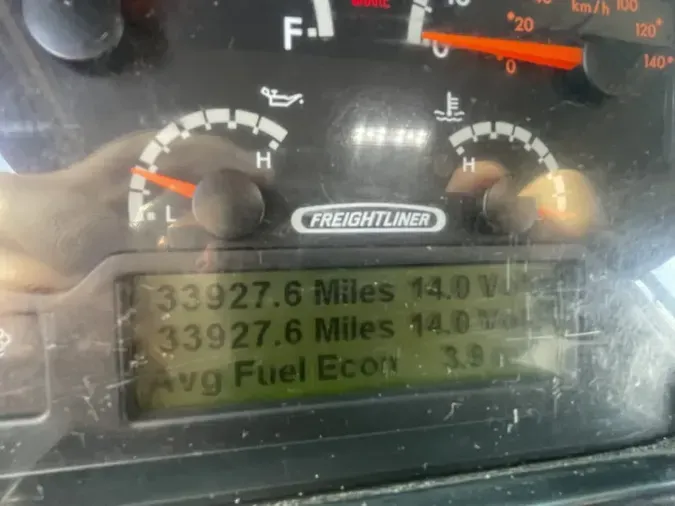 F
0
20
0
km/h 100
120
140
H
L
H
FREIGHTLINER
33927.6 Miles 14.0
33927.6 Miles 14.0
Avg Fuel Econ 3.9